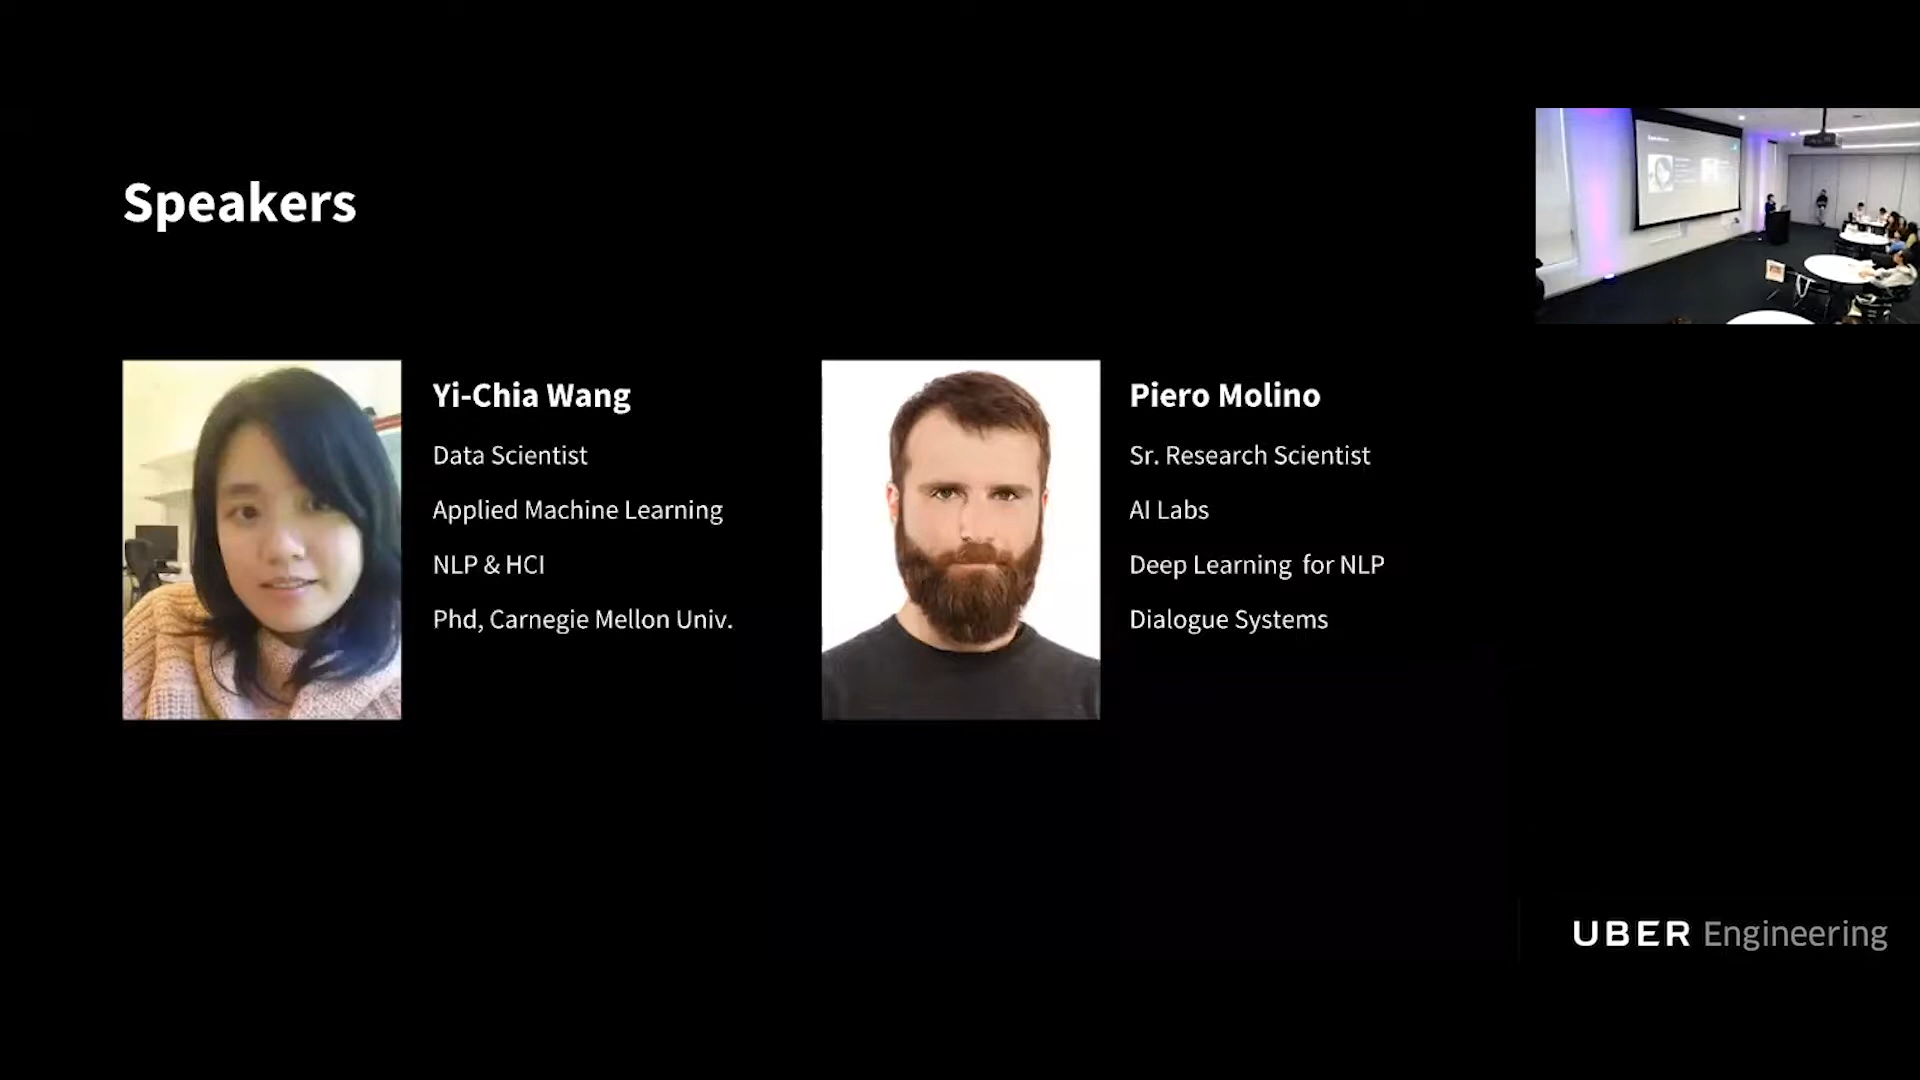 Speakers
Yi-Chia Wang
Data Scientist
Applied Machine Learning
NLP & HCI
Phd, Carnegie Mellon Univ.
Piero Molino
Sr. Research Scientist
AI Labs
Deep Learning for NLP
Dialogue Systems
UBER Engineering